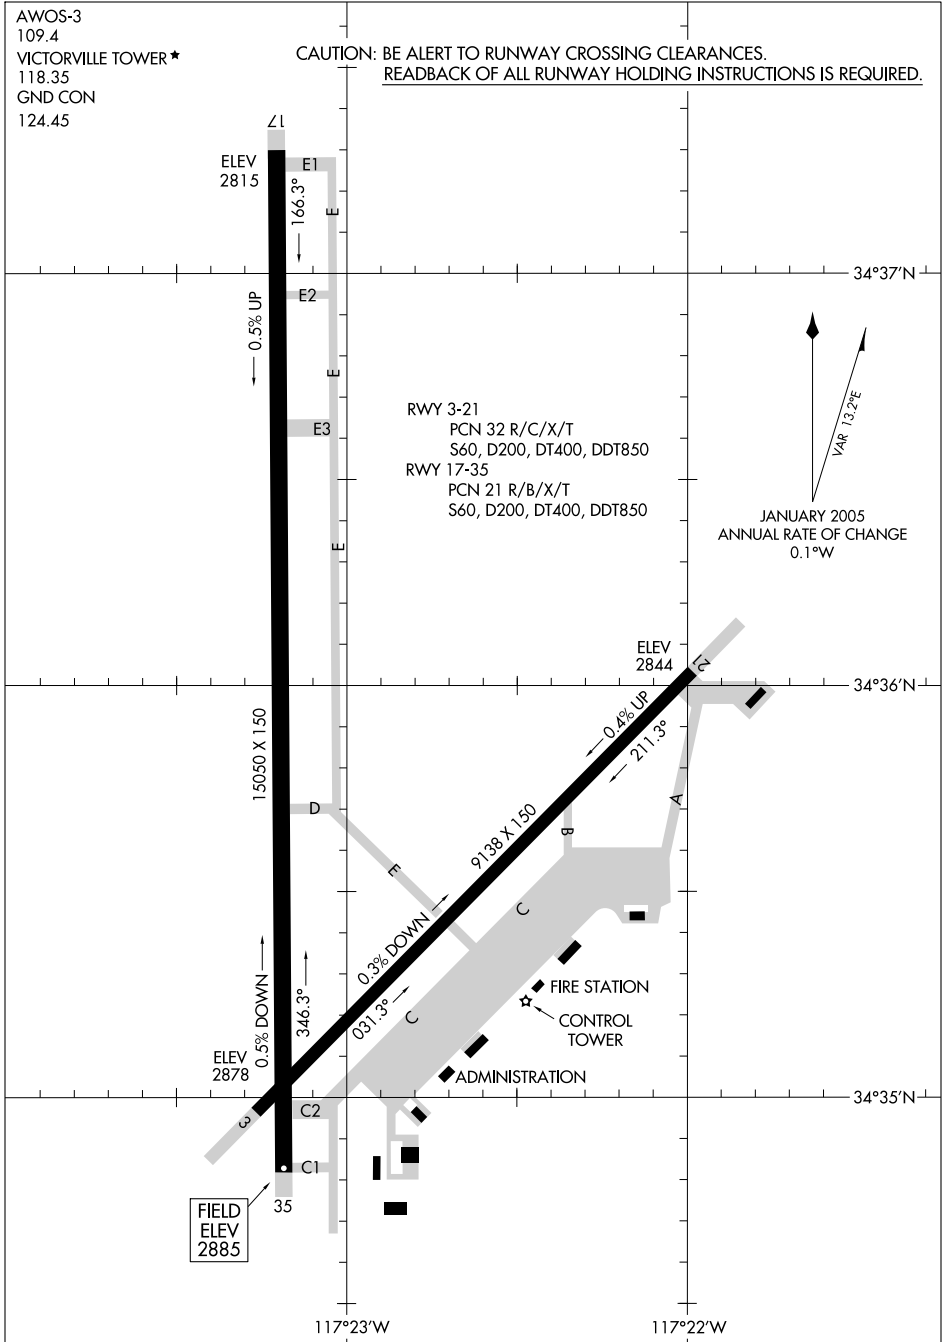 AWOS-3
109.4
VICTORVILLE TOWER ★
118.35
GND CON
124.45
CAUTION: BE ALERT TO RUNWAY CROSSING CLEARANCES.
READBACK OF ALL RUNWAY HOLDING INSTRUCTIONS IS REQUIRED.
17
ELEV
2815
E1
166.3°
E
34°37'N
E2
0.5% UP
E
E3
RWY 3-21
PCN 32 R/C/X/T
S60, D200, DT400, DDT850
RWY 17-35
PCN 21 R/B/X/T
S60, D200, DT400, DDT850
VAR 13.2°E
JANUARY 2005
ANNUAL RATE OF CHANGE
0.1°W
E
ELEV
2844
21
34°36'N
0.4% UP
211.3°
15050 X 150
D
A
B
9138 X 150
E
C
0.3% DOWN
031.3°
C
0.5% DOWN
346.3°
FIRE STATION
CONTROL
TOWER
ELEV
2878
ADMINISTRATION
34°35'N
3
C2
C1
35
FIELD
ELEV
2885
117°23'W
117°22'W